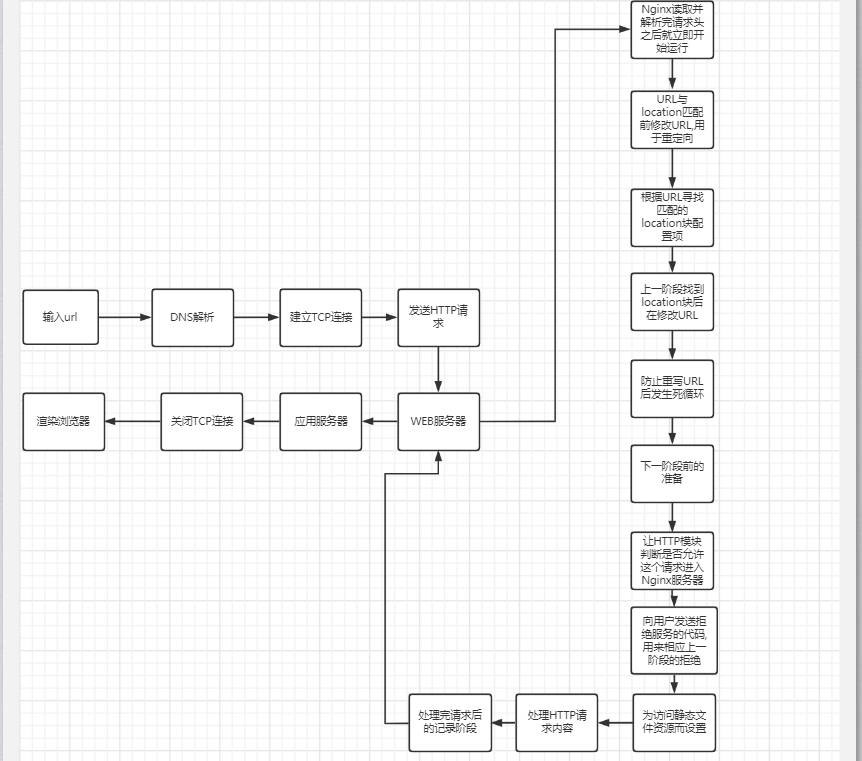 输入url
DNS解析
建立TCP连接
发送HTTP请
求
WEB服务器
应用服务器
关闭TCP连接
渲染浏览器
Nginx读取并
解析完请求头
之后就立即开
始运行
URL与
location匹配
前修改URL,用
于重定向
根据URL寻找
匹配的
location块配
置项
上一阶段找到
location块后
在修改URL
防止重写URL
后发生死循环
下一阶段前的
准备
让HTTP模块
判断是否允许
这个请求进入
Nginx服务器
向用户发送拒
绝服务的代码,
用来相应上一
阶段的拒绝
为访问静态文
件资源而设置
处理HTTP请
求内容
处理完请求后
的记录阶段